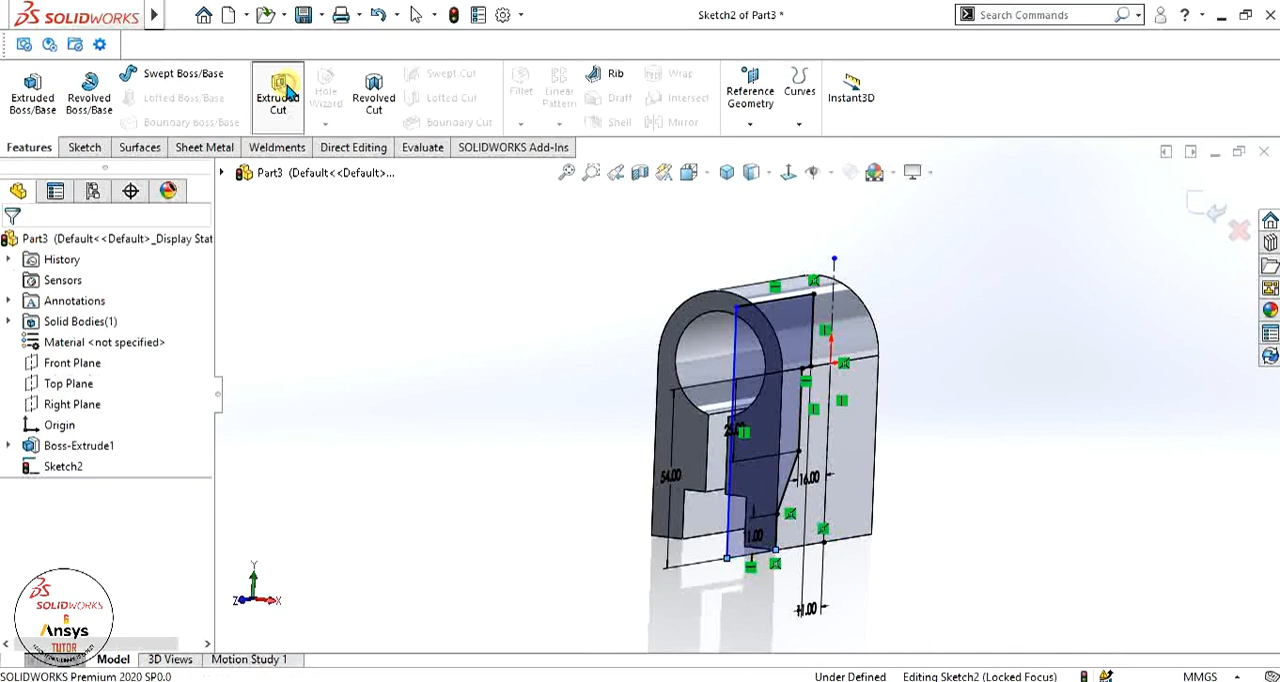 SOLIDWORKS
Sketch2 of Part3 *
Search Commands
?
Extruded Boss/Base
Revolved Boss/Base
Swept Boss/Base
Lofted Boss/Base
Boundary Boss/Base
Extruded Cut
Hole Wizard
Revolved Cut
Swept Cut
Lofted Cut
Boundary Cut
Fillet
Linear Pattern
Rib
Draft
Shell
Wrap
Intersect
Mirror
Reference Geometry
Curves
Instant3D
Features
Sketch
Surfaces
Sheet Metal
Weldments
Direct Editing
Evaluate
SOLIDWORKS Add-Ins
Part3 (Default<<Default>...
Part3 (Default<<Default>_Display Stat
History
Sensors
Annotations
Solid Bodies(1)
Material <not specified>
Front Plane
Top Plane
Right Plane
Origin
Boss-Extrude1
Sketch2
54.00
16.00
11.00
Y
Z
X
SOLIDWORKS
&
Ansys
TUTOR
Model
3D Views
Motion Study 1
SOLIDWORKS Premium 2020 SP0.0
Under Defined
Editing Sketch2 (Locked Focus)
MMGS